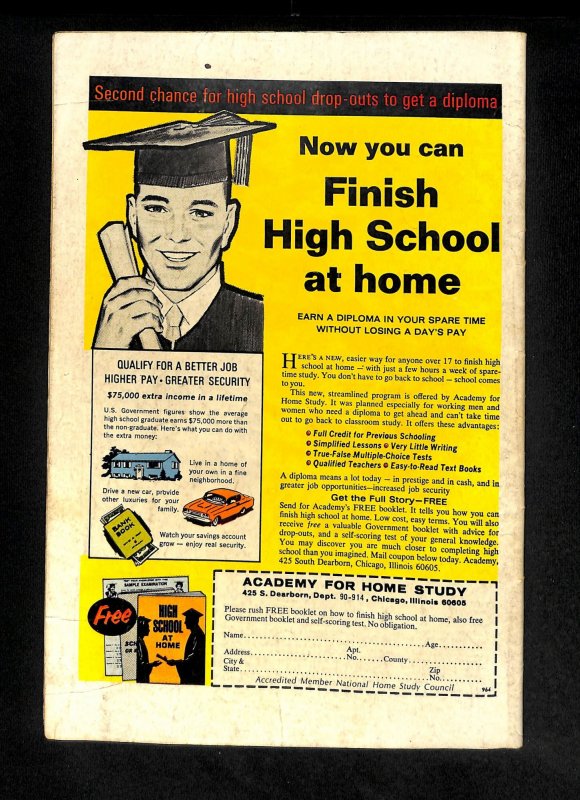 Second chance for high school drop-outs to get a diploma
Now you can
Finish
High School
at home
EARN A DIPLOMA IN YOUR SPARE TIME
WITHOUT LOSING A DAY'S PAY
QUALIFY FOR A BETTER JOB
HIGHER PAY • GREATER SECURITY
$75,000 extra income in a lifetime
U.S. Government figures show the average
high school graduate earns $75,000 more than
the non-graduate. Here's what you can do with
the extra money:
Live in a home of
your own in a fine
neighborhood.
Drive a new car, provide
other luxuries for your
family.
BANK
BOOK
Watch your savings account
grow — enjoy real security.
HERE'S A NEW, easier way for anyone over 17 to finish high
school at home — with just a few hours a week of spare-
time study. You don't have to go back to school — school comes
to you.
This new, streamlined program is offered by Academy for
Home Study. It was planned especially for working men and
women who need a diploma to get ahead and can't take time
out to go back to classroom study. It offers these advantages:
• Full Credit for Previous Schooling
• Simplified Lessons • Very Little Writing
• True-False Multiple-Choice Tests
• Qualified Teachers • Easy-to-Read Text Books
A diploma means a lot today — in prestige and in cash, and in
greater job opportunities—increased job security
Get the Full Story—FREE
Send for Academy's FREE booklet. It tells you how you can
finish high school at home. Low cost, easy terms. You will also
receive free a valuable Government booklet with advice for
drop-outs, and a self-scoring test of your general knowledge.
You may discover you are much closer to completing high
school than you imagined. Mail coupon below today. Academy,
425 South Dearborn, Chicago, Illinois 60605.
Free
SAMPLE EXAMINATION
HIGH
SCHOOL
AT
HOME
ACADEMY FOR HOME STUDY
425 S. Dearborn, Dept. 90-914, Chicago, Illinois 60605
Please rush FREE booklet on how to finish high school at home, also free
Government booklet and self-scoring test. No obligation.
Name Age
Address Apt. No. County
City & State Zip No.
Accredited Member National Home Study Council
964